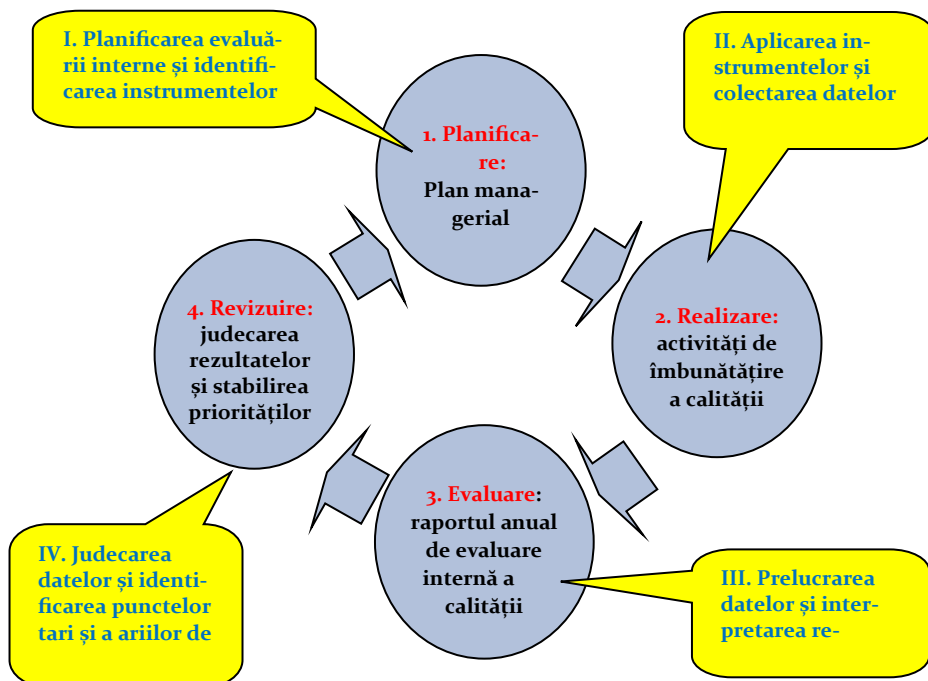 I. Planificarea evaluă-
rii interne și identifi-
carea instrumentelor
II. Aplicarea in-
strumentelor și
colectarea datelor
1. Planifica-
re:
Plan mana-
gerial
4. Revizuire:
judecarea
rezultatelor
și stabilirea
priorităților
2. Realizare:
activități de
îmbunătățire
a calității
3. Evaluare:
raportul anual
de evaluare
internă a
calității
IV. Judecarea
datelor și identi-
ficarea punctelor
tari și a ariilor de
III. Prelucrarea
datelor și inter-
pretarea re-